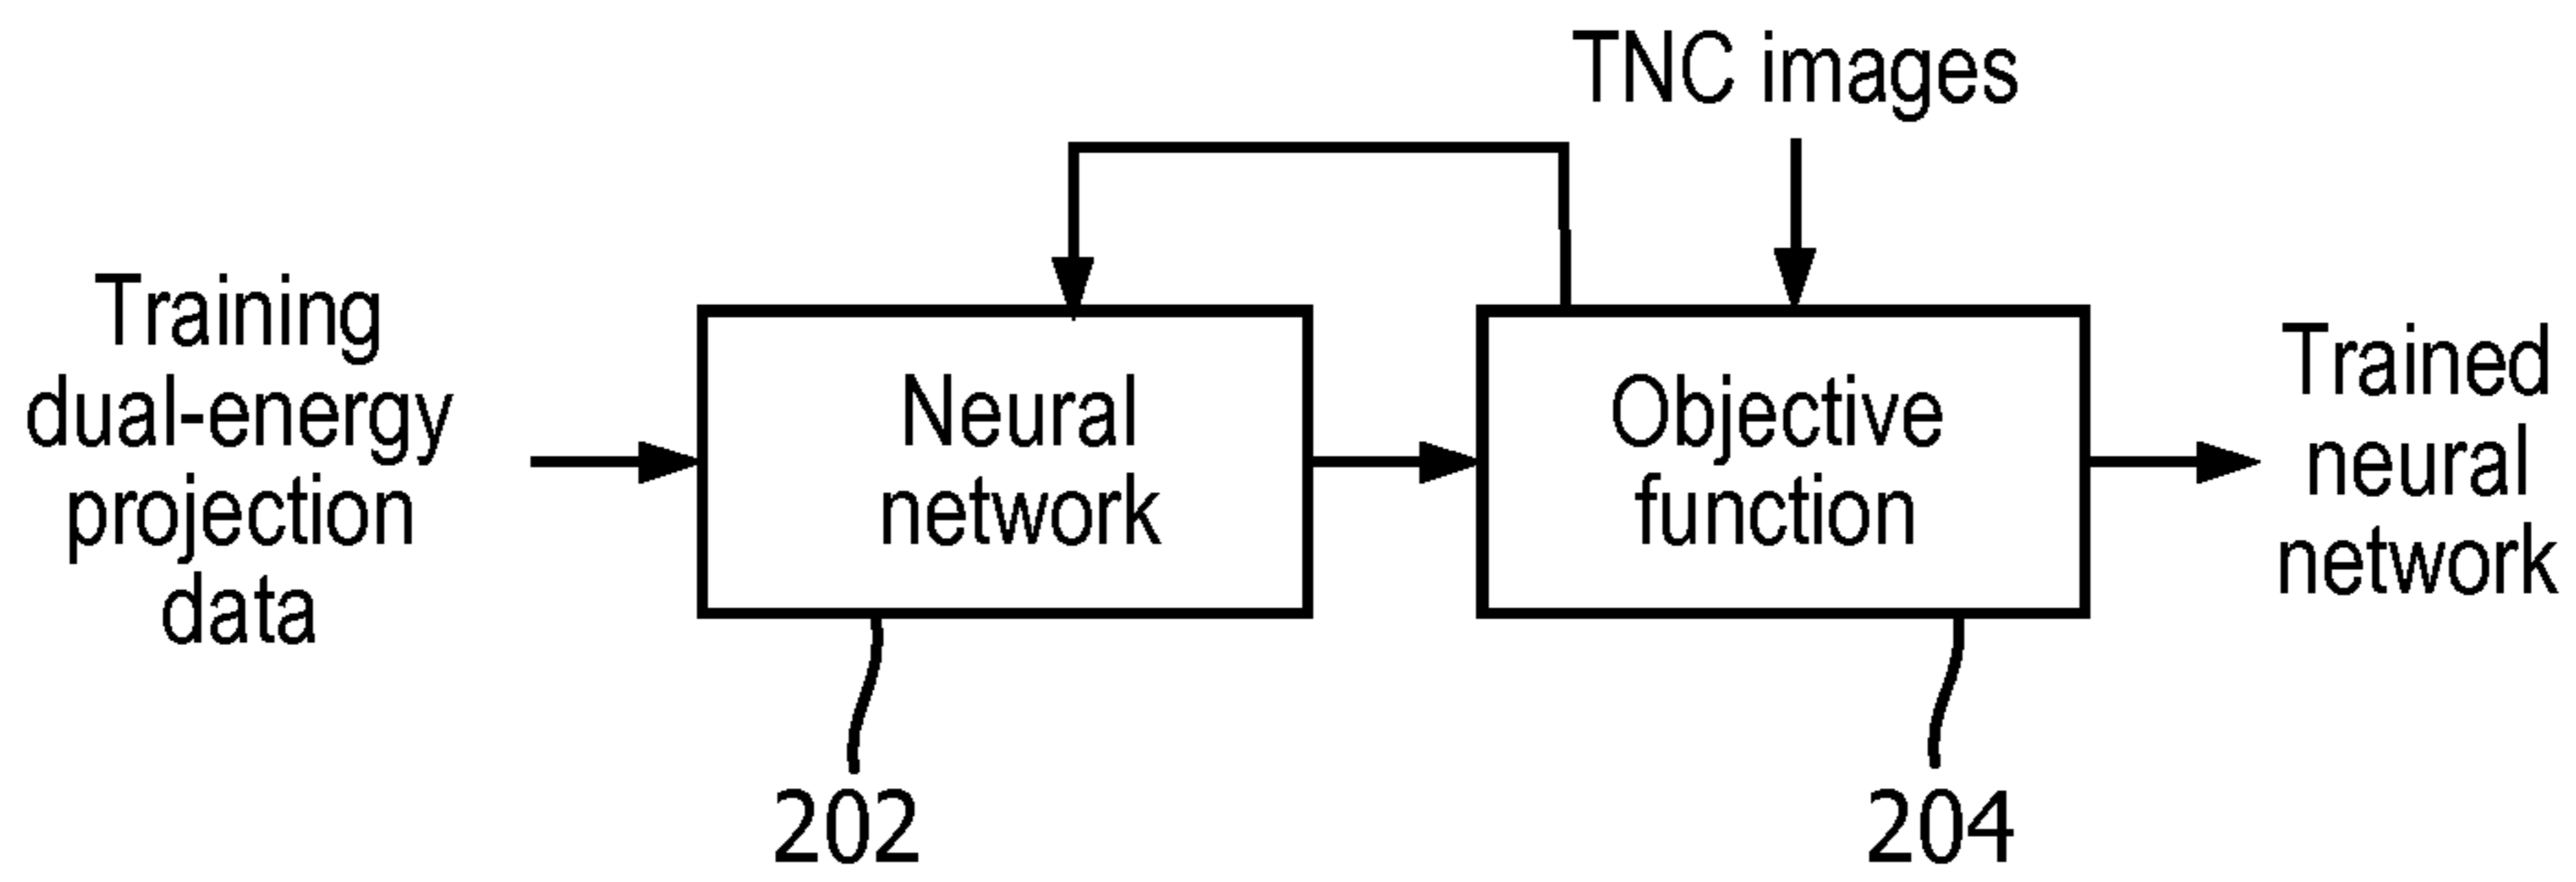 TNC images
Training
dual-energy
projection
data
Neural
network
Objective
function
Trained
neural
network
202
204